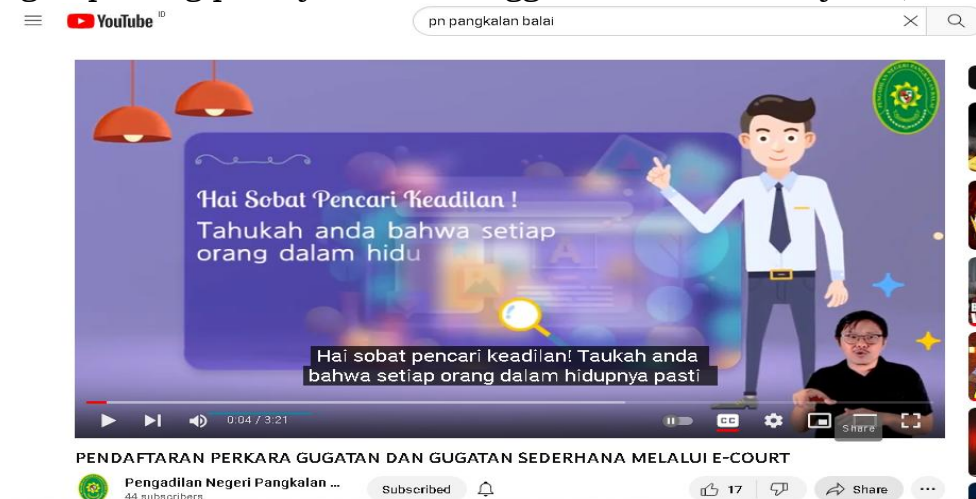 YouTube ID
pn pangkalan balai
Hai Sobat Pencari Keadilan !
Tahukah anda bahwa setiap
orang dalam hidu
Hai sobat pencari keadilan! Taukah anda
bahwa setiap orang dalam hidupnya pasti
0:04 / 3:21
CC
Share
PENDAFTARAN PERKARA GUGATAN DAN GUGATAN SEDERHANA MELALUI E-COURT
Pengadilan Negeri Pangkalan ...
44 subscribers
Subscribed
17
Share